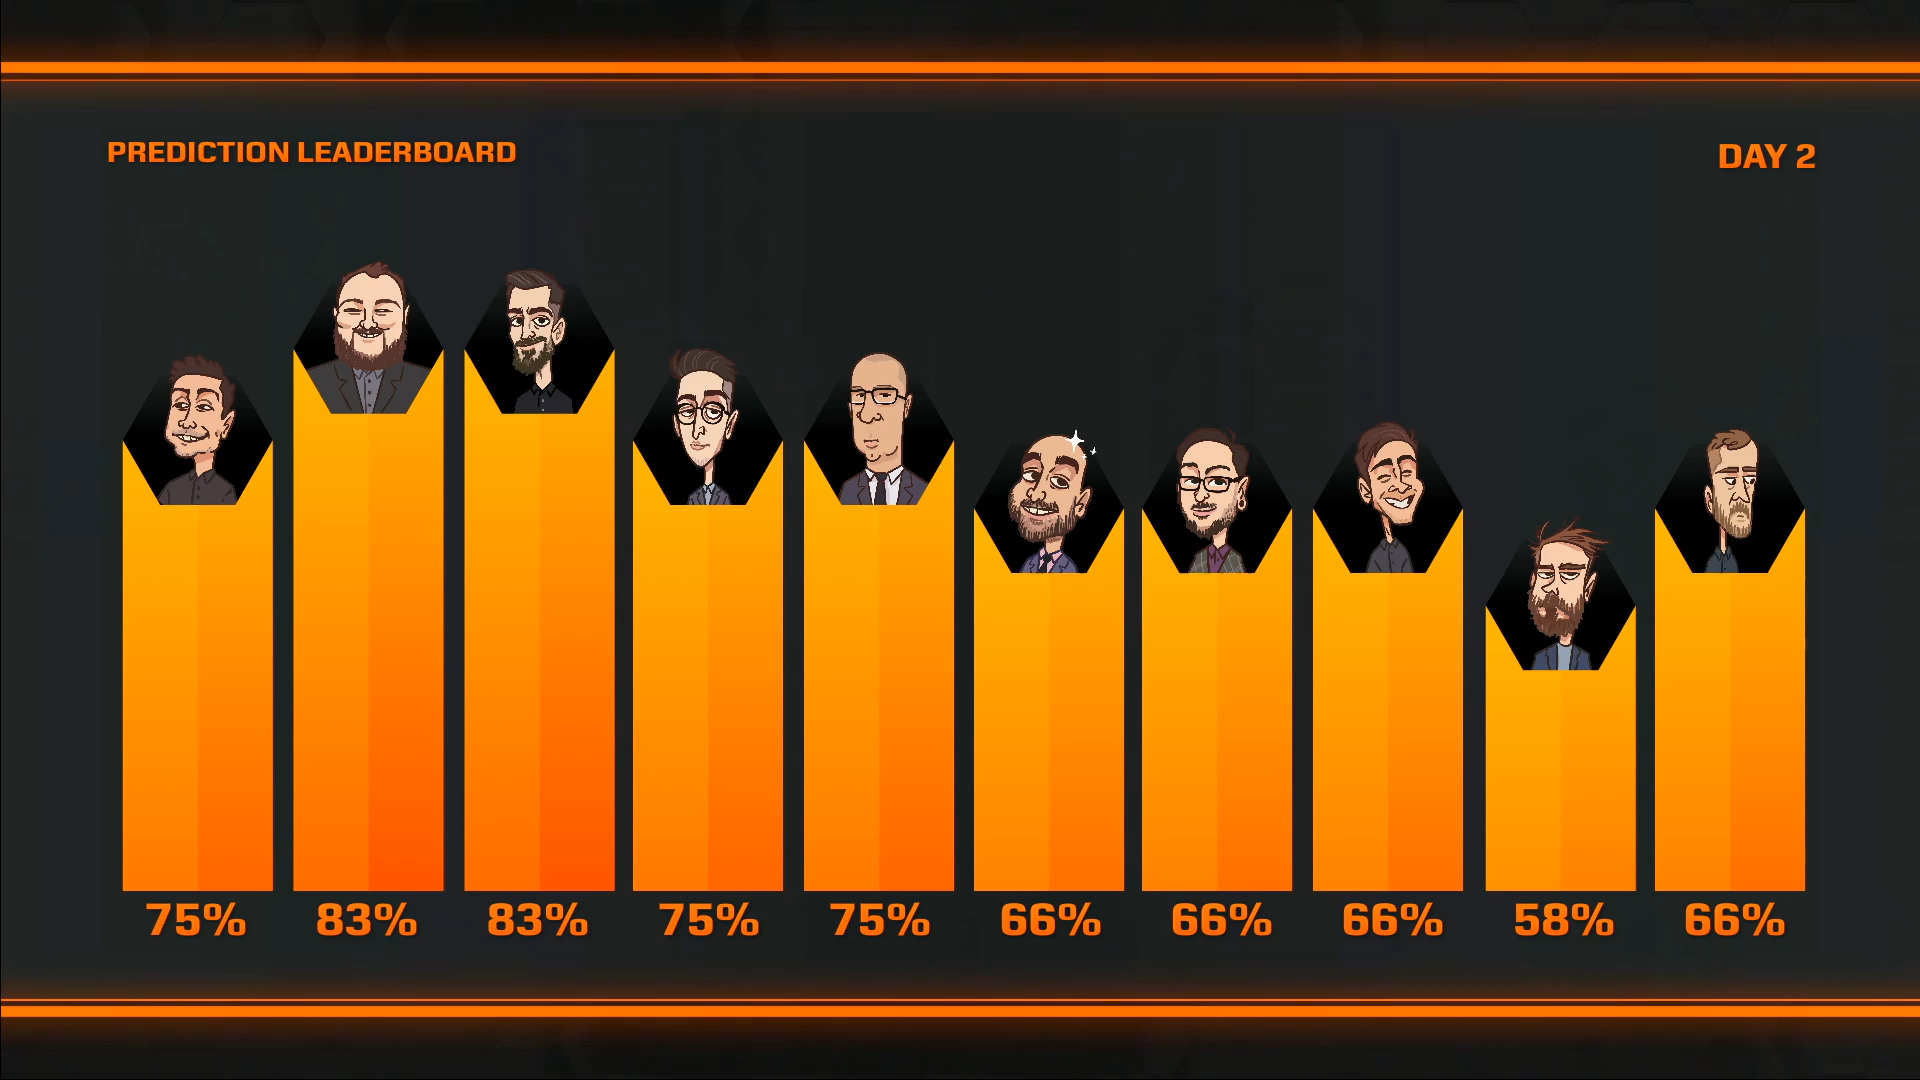 PREDICTION LEADERBOARD
DAY 2
75% 83% 83% 75% 75% 66% 66% 66% 58% 66%